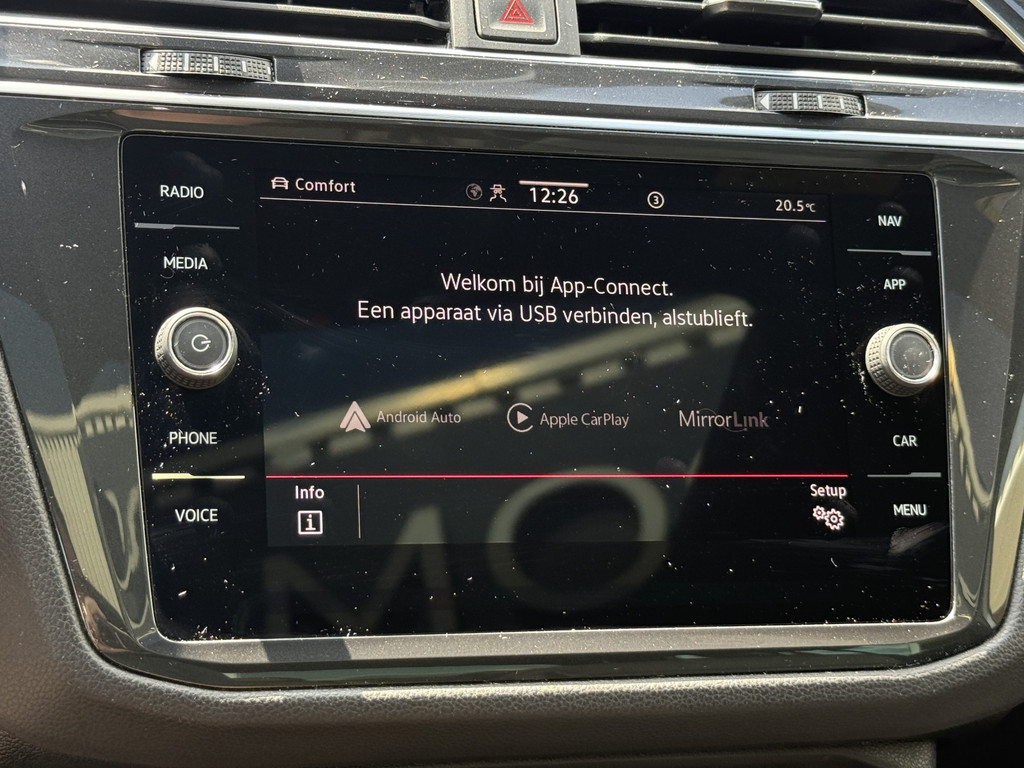 RADIO
MEDIA
PHONE
VOICE
Comfort
12:26
3
20.5°C
Welkom bij App-Connect.
Een apparaat via USB verbinden, alstublieft.
Android Auto
Apple CarPlay
MirrorLink
Info
i
Setup
NAV
APP
CAR
MENU